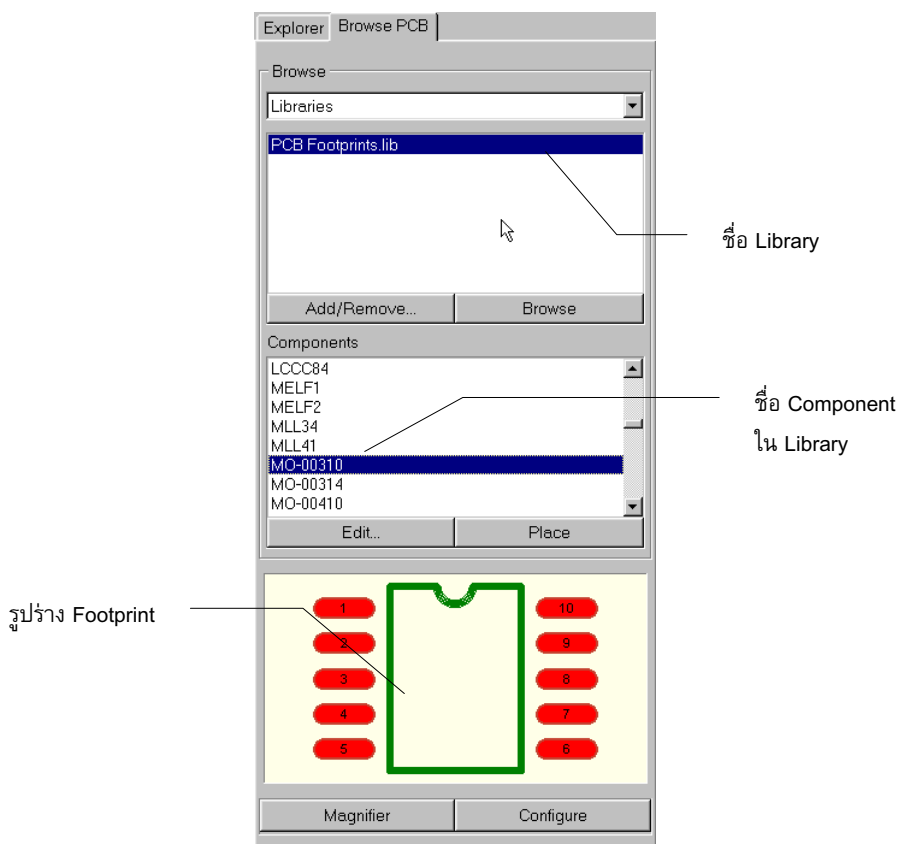 Explorer Browse PCB
Browse
Libraries
PCB Footprints.lib
ชื่อ Library
Add/Remove... Browse
Components
LCCC84
MELF1
MELF2
MLL34
MLL41
MO-00310
MO-00314
MO-00410
ชื่อ Component
ใน Library
Edit... Place
รูปร่าง Footprint
1 10
2 9
3 8
4 7
5 6
Magnifier Configure